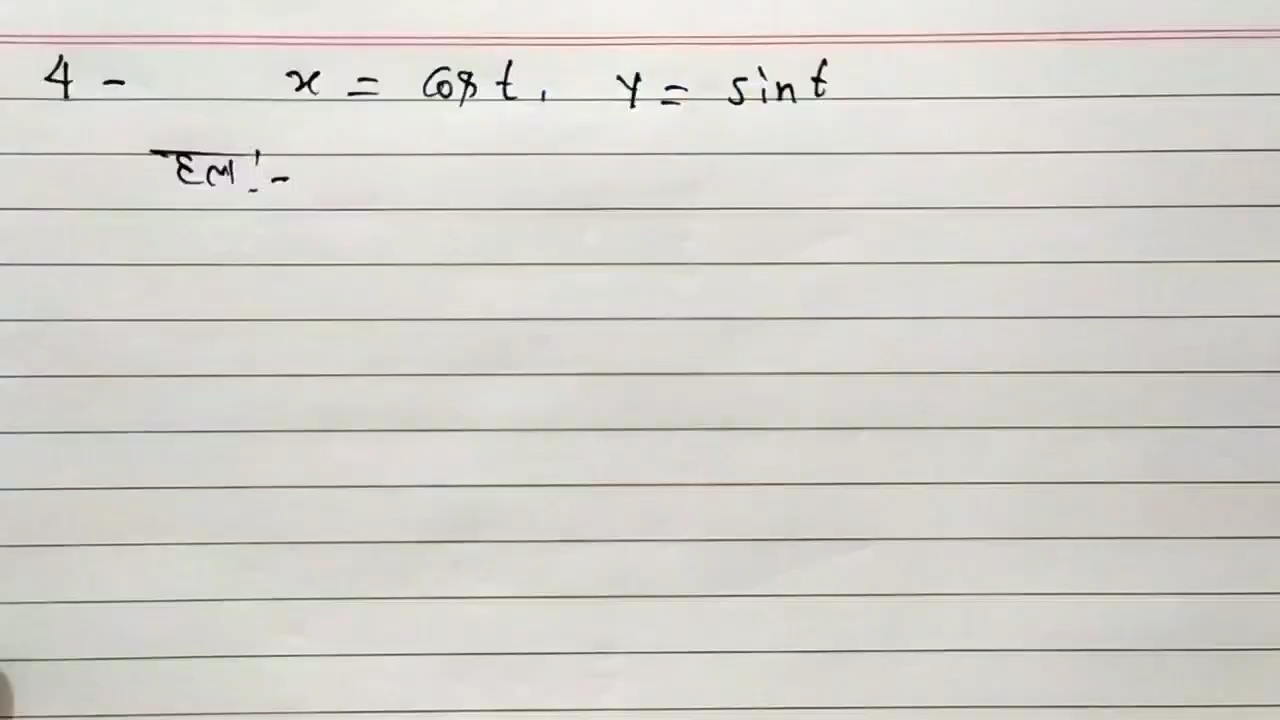 4 - x = cos t, y = sin t
हल :-